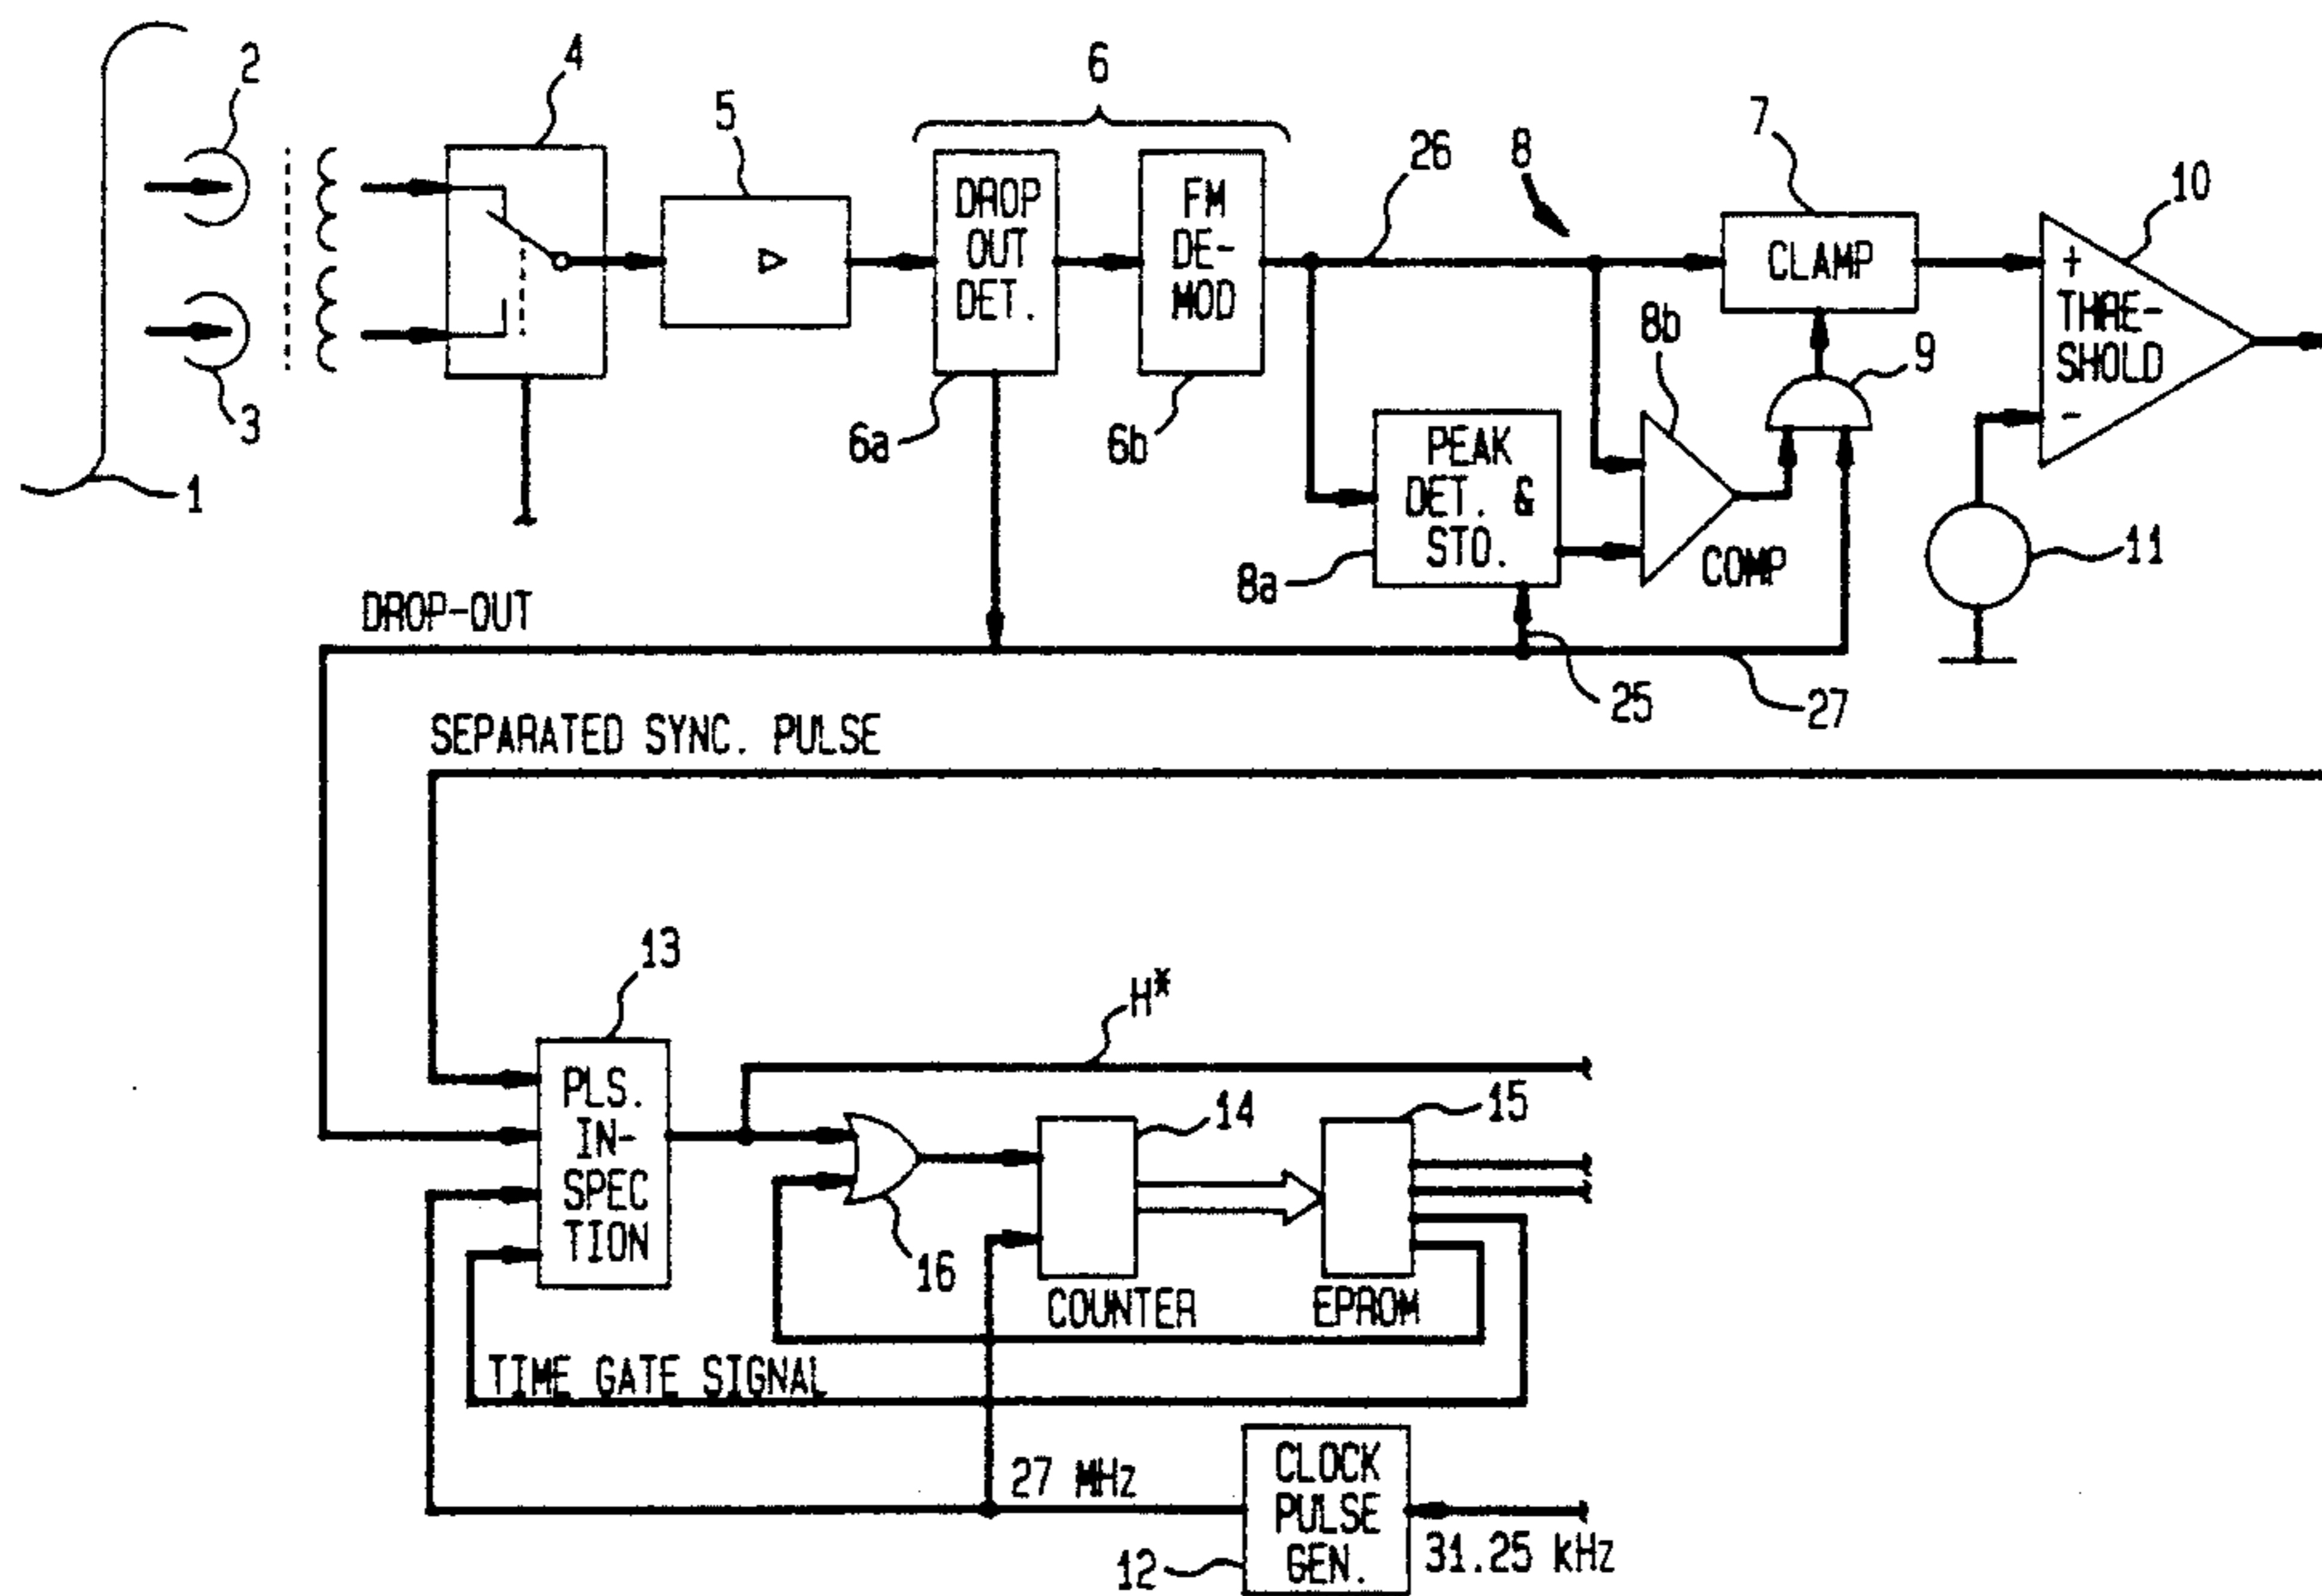 2
4
5
6
26
8
7
10
DROP
OUT
DET.
FM
DE-
MOD
CLAMP
+
THRE-
SHOLD
-
8b
9
3
1
6a
6b
PEAK
DET. &
STO.
8a
COMP
11
DROP-OUT
25
27
SEPARATED SYNC. PULSE
13
H*
PLS.
IN-
SPEC
TION
14
15
16
COUNTER
EPROM
TIME GATE SIGNAL
27 MHz
CLOCK
PULSE
GEN.
12
31.25 kHz